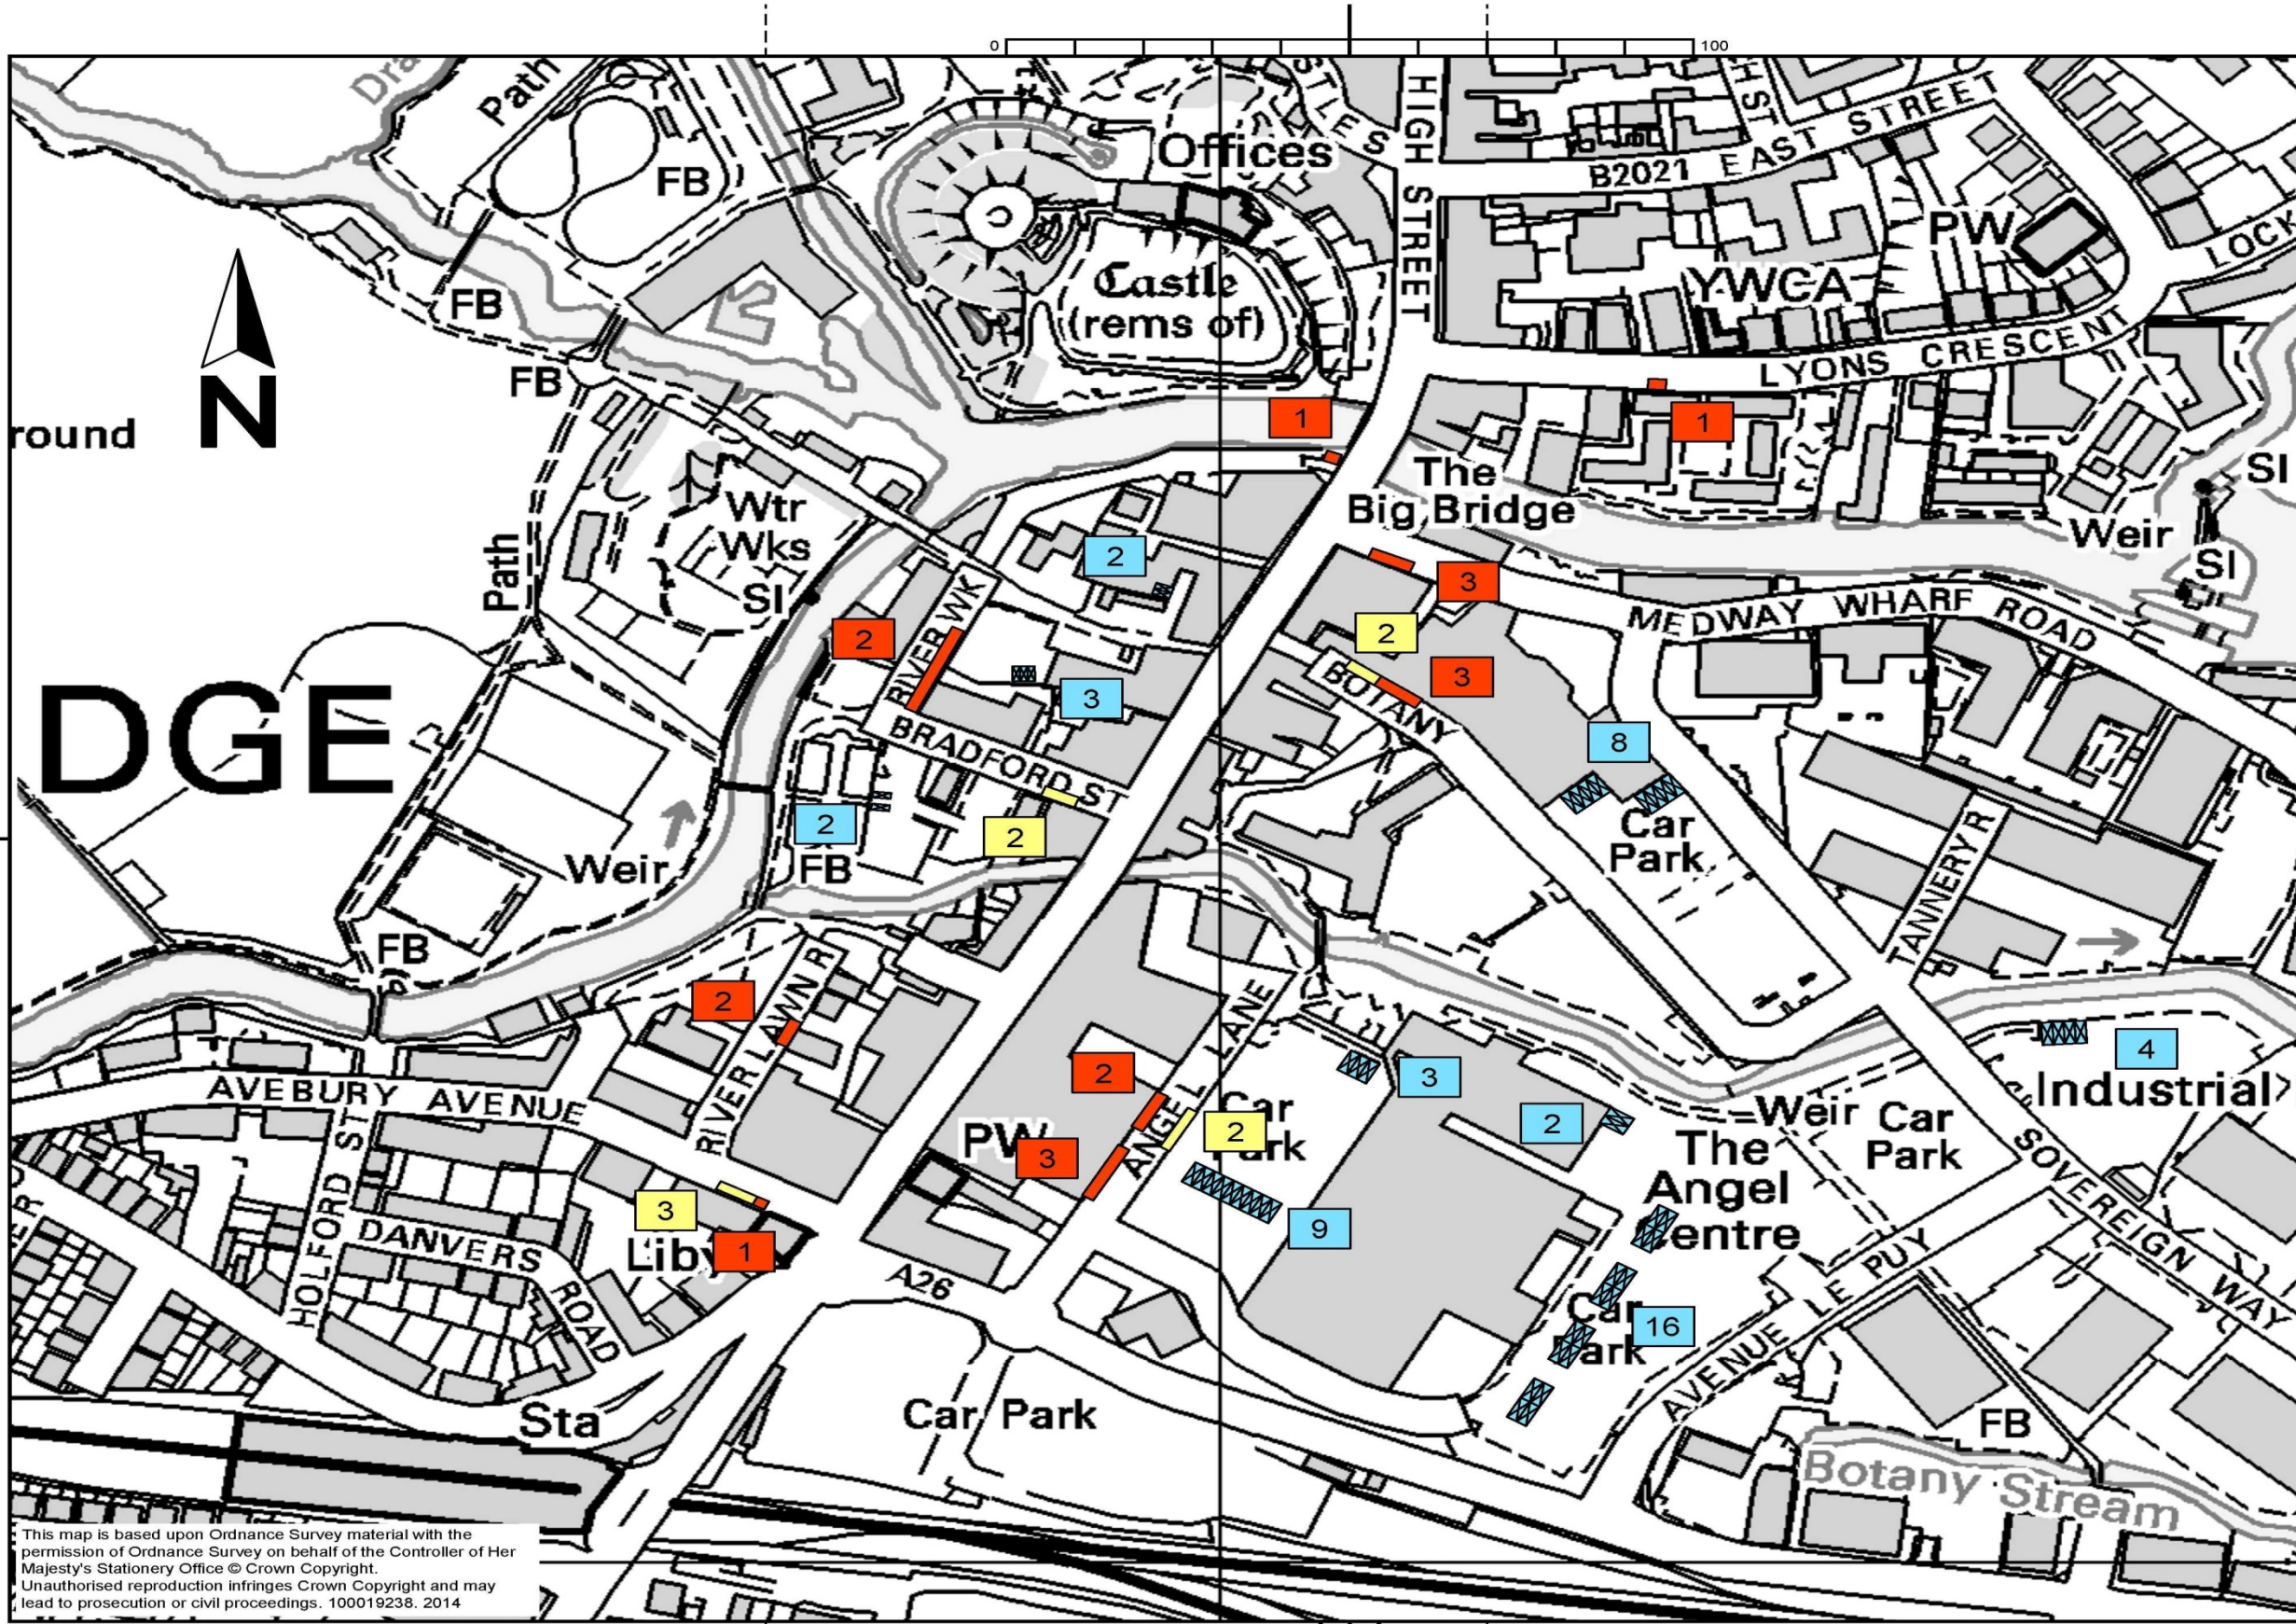 0
100
Dra
Path
FB
Offices
STLES
HIGH STREET
H ST
B2021 EAST STREET
PW
LOCK
FB
Castle
(rems of)
YWCA
FB
LYONS CRESCENT
N
round
1
1
The
Big Bridge
SI
Wtr
Wks
Weir
SI
SI
Path
2
3
2
2
RIVER WK
MEDWAY WHARF ROAD
3
3
BOTANY
DGE
BRADFORD ST
8
2
2
Car
Park
Weir
FB
TANNERY R
FB
2
RIVER LAWN R
ANGEL LANE
4
2
3
Industrial
AVEBURY AVENUE
Car
Park
2
2
Weir
Car
Park
PW
3
The
Angel
Centre
SOVEREIGN WAY
HOLFORD ST
3
Liby
1
9
DANVERS ROAD
A26
Car
Park
16
AVENUE LE PUY
Sta
Car Park
FB
Botany Stream
This map is based upon Ordnance Survey material with the
permission of Ordnance Survey on behalf of the Controller of Her
Majesty's Stationery Office © Crown Copyright.
Unauthorised reproduction infringes Crown Copyright and may
lead to prosecution or civil proceedings. 100019238. 2014